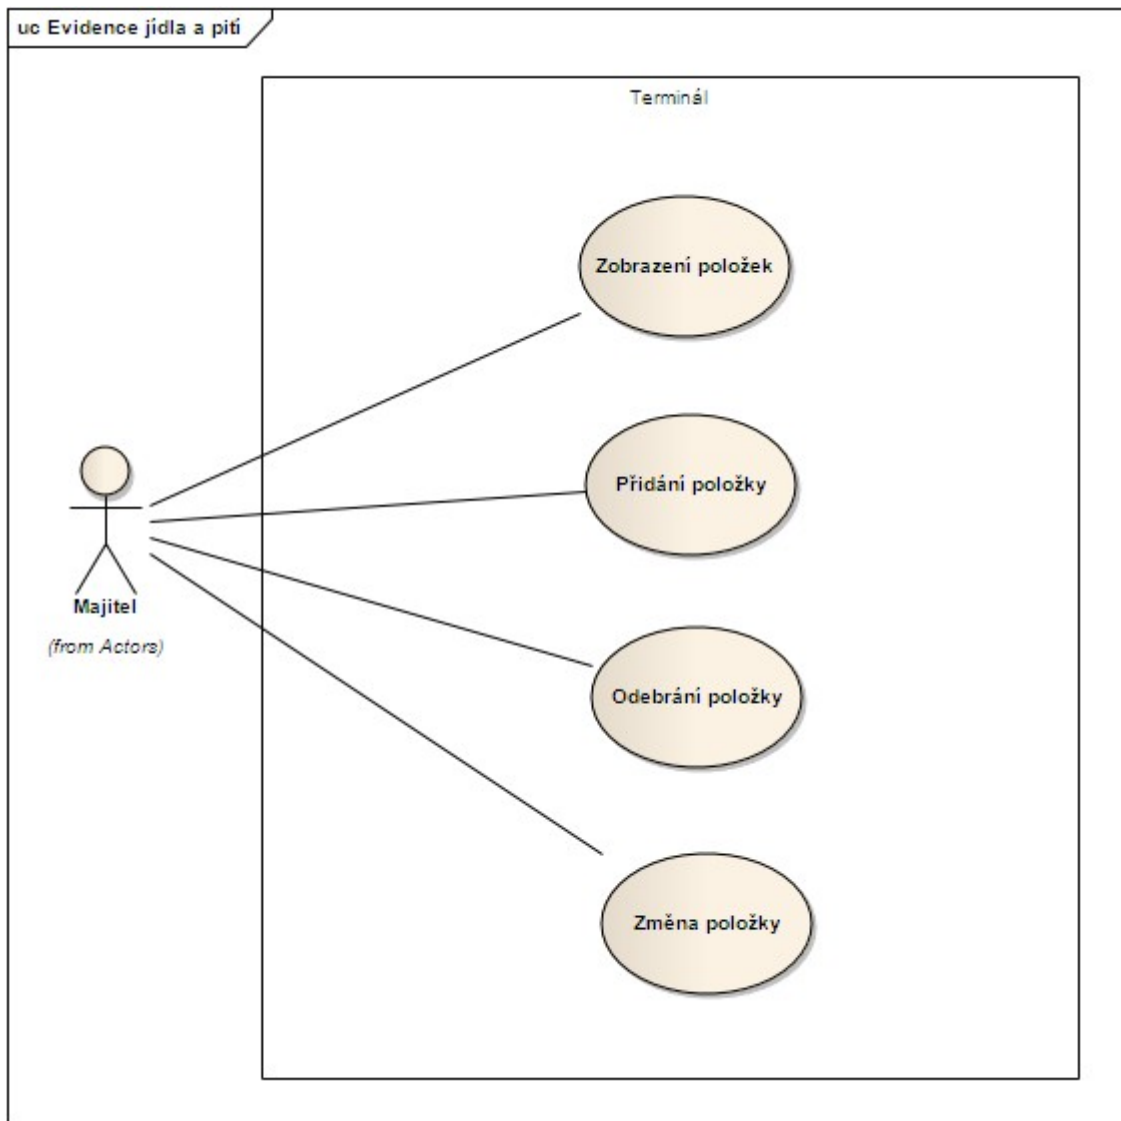 uc Evidence jídla a pití
Terminál
Zobrazení položek
Přidání položky
Majitel
(from Actors)
Odebrání položky
Změna položky